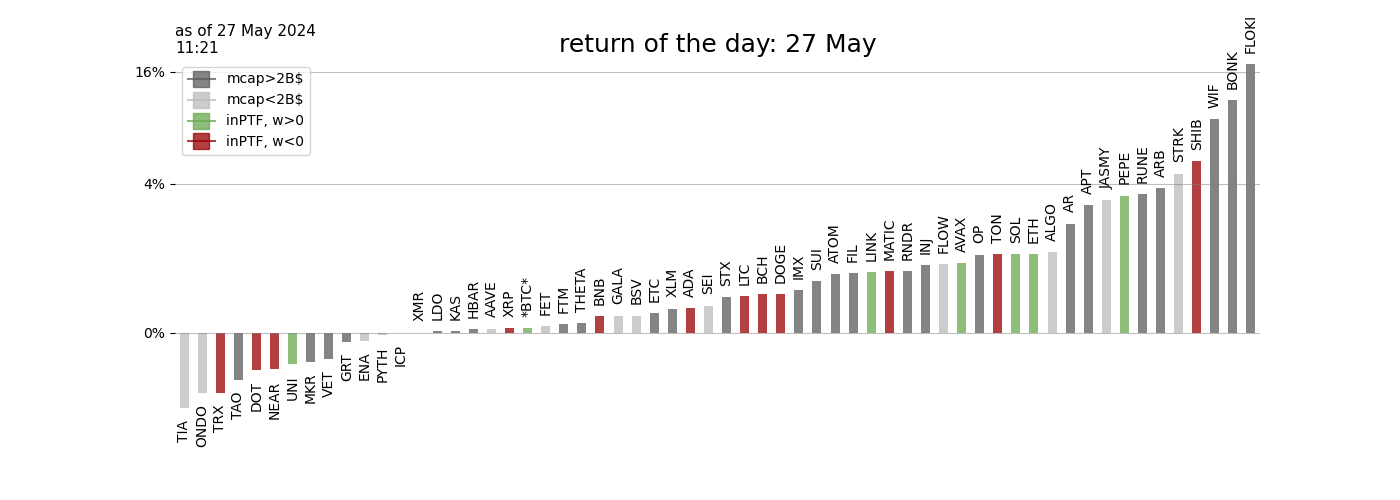 as of 27 May 2024
11:21
return of the day: 27 May
mcap>2B$
mcap<2B$
inPTF, w>0
inPTF, w<0
16%
4%
0%
TIA
ONDO
TRX
TAO
DOT
NEAR
UNI
MKR
VET
GRT
ENA
PYTH
ICP
XMR
LDO
KAS
HBAR
AAVE
XRP
*BTC*
FET
FTM
THETA
BNB
GALA
BSV
ETC
XLM
ADA
SEI
STX
LTC
BCH
DOGE
IMX
SUI
ATOM
FIL
LINK
MATIC
RNDR
INJ
FLOW
AVAX
OP
TON
SOL
ETH
ALGO
AR
APT
JASMY
PEPE
RUNE
ARB
STRK
SHIB
WIF
BONK
FLOKI